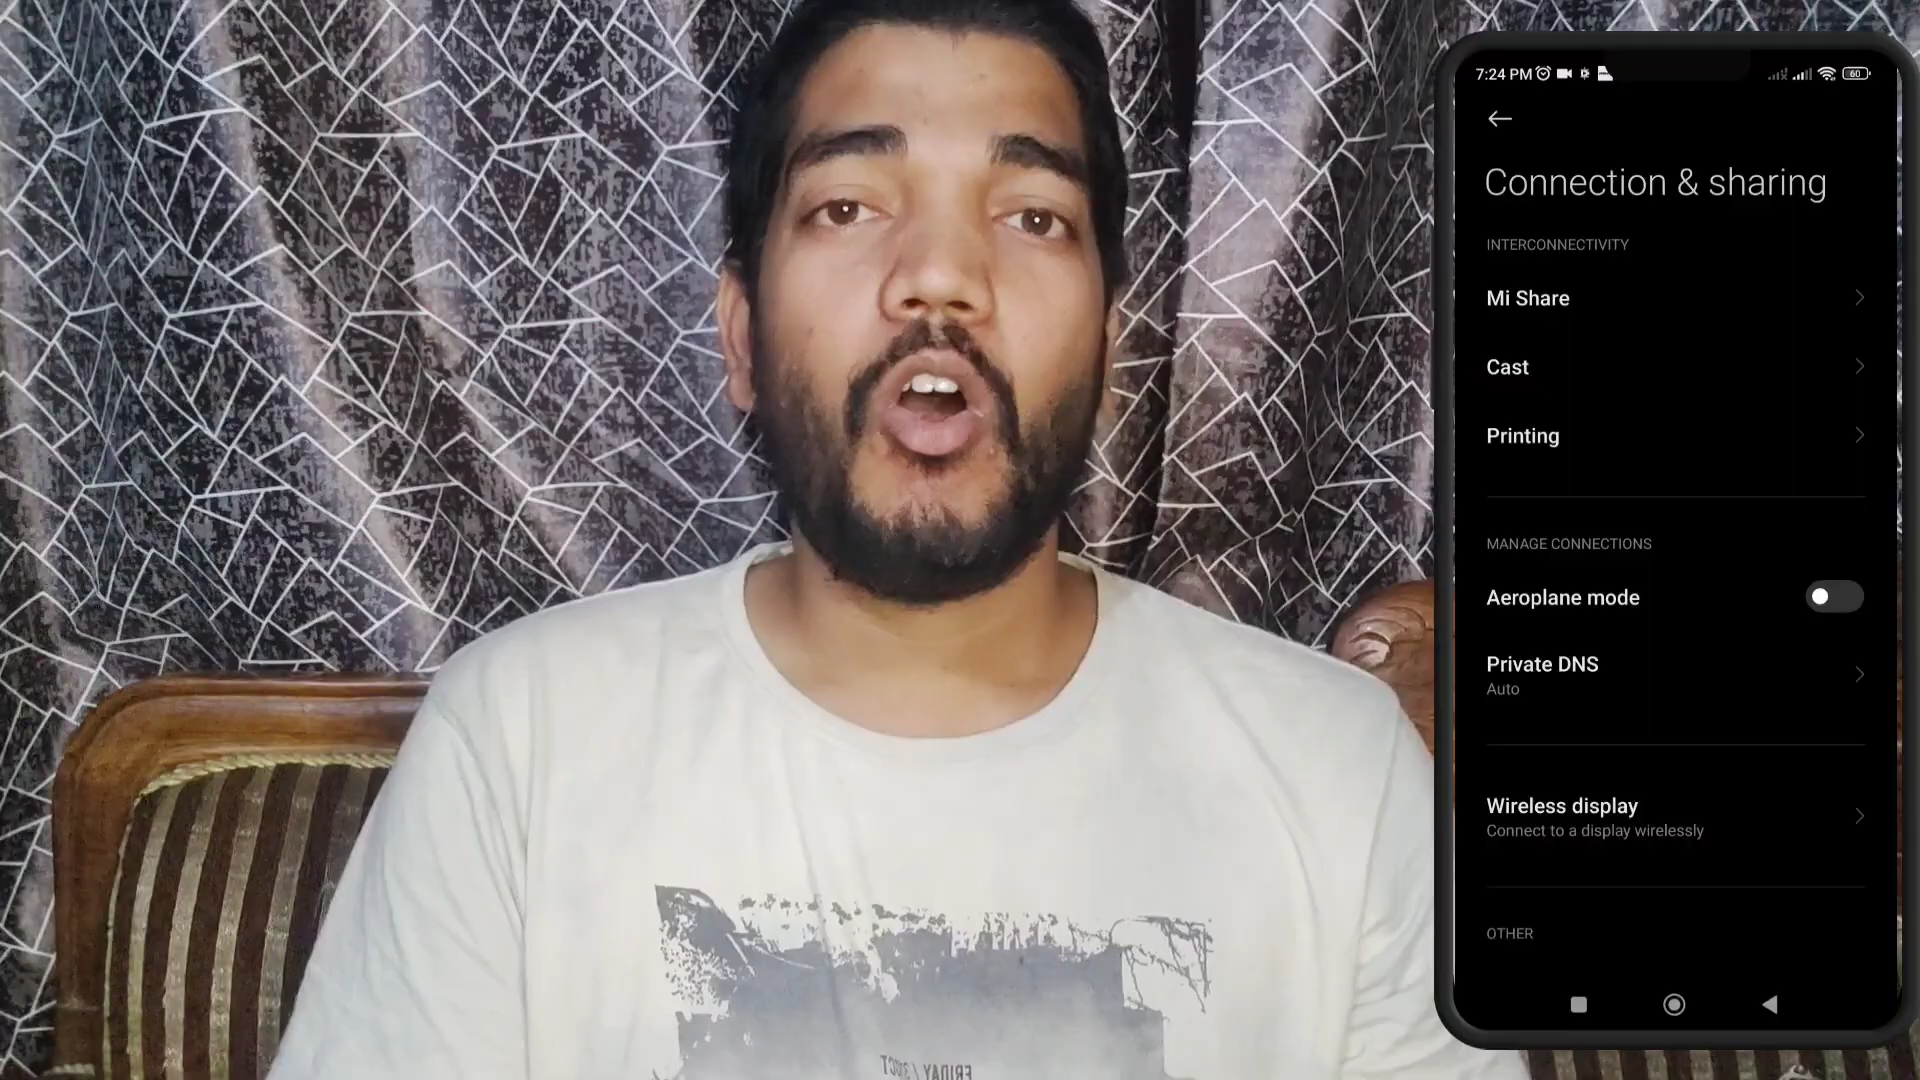 7:24 PM
60
Connection & sharing
INTERCONNECTIVITY
Mi Share
Cast
Printing
MANAGE CONNECTIONS
Aeroplane mode
Private DNS
Auto
Wireless display
Connect to a display wirelessly
OTHER
FRIDAY /